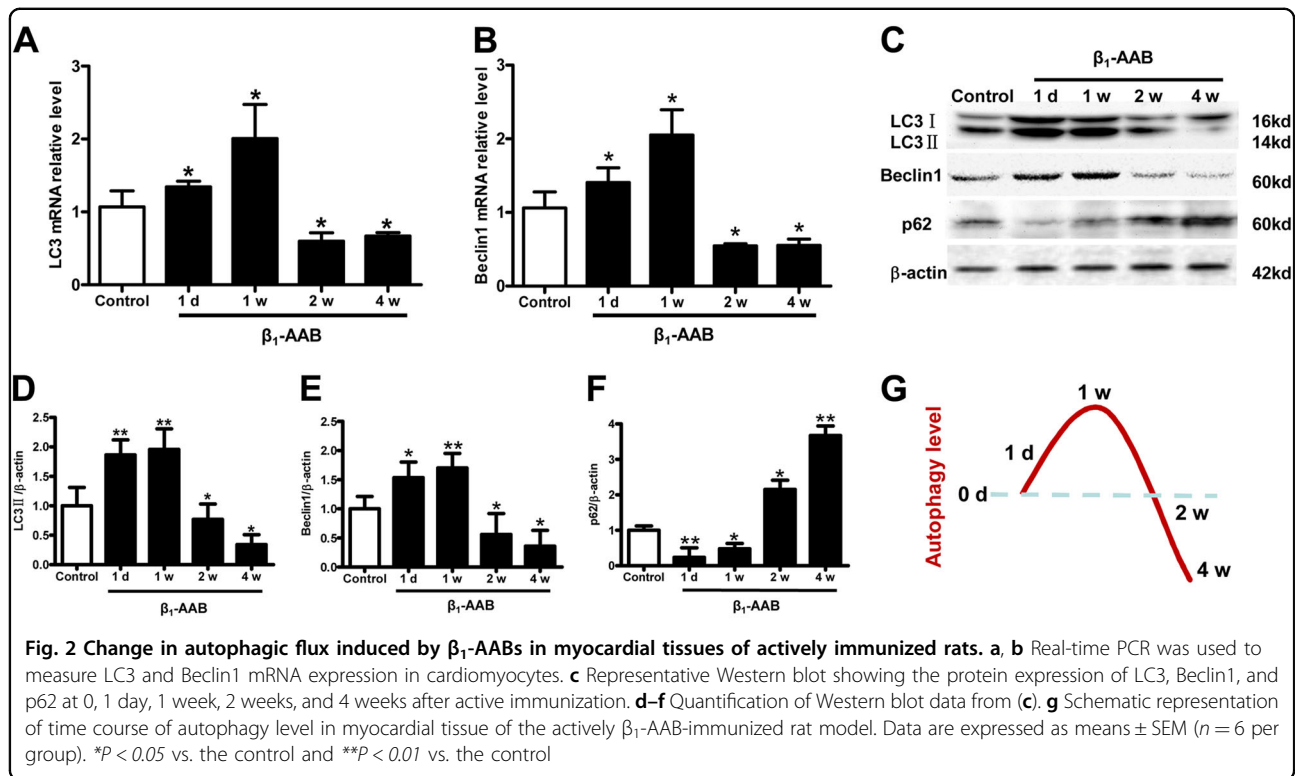 A
LC3 mRNA relative level
3
2
1
0
*
*
*
*
Control
1 d
1 w
2 w
4 w
β₁-AAB
B
Beclin1 mRNA relative level
3
2
1
0
*
*
*
*
Control
1 d
1 w
2 w
4 w
β₁-AAB
C
β₁-AAB
Control 1 d 1 w 2 w 4 w
LC3 Ⅰ 16kd
LC3 Ⅱ 14kd
Beclin1 60kd
p62 60kd
β-actin 42kd
D
LC3Ⅱ/β-actin
2.5
2.0
1.5
1.0
0.5
0.0
**
**
*
*
Control
1 d
1 w
2 w
4 w
β₁-AAB
E
Beclin1/β-actin
2.5
2.0
1.5
1.0
0.5
0.0
*
**
*
*
Control
1 d
1 w
2 w
4 w
β₁-AAB
F
p62/β-actin
4
3
2
1
0
**
*
*
**
Control
1 d
1 w
2 w
4 w
β₁-AAB
G
Autophagy level
1 w
1 d
0 d
2 w
4 w
Fig. 2 Change in autophagic flux induced by β₁-AABs in myocardial tissues of actively immunized rats. a, b Real-time PCR was used to
measure LC3 and Beclin1 mRNA expression in cardiomyocytes. c Representative Western blot showing the protein expression of LC3, Beclin1, and
p62 at 0, 1 day, 1 week, 2 weeks, and 4 weeks after active immunization. d–f Quantification of Western blot data from (c). g Schematic representation
of time course of autophagy level in myocardial tissue of the actively β₁-AAB-immunized rat model. Data are expressed as means ± SEM (n = 6 per
group). *P < 0.05 vs. the control and **P < 0.01 vs. the control